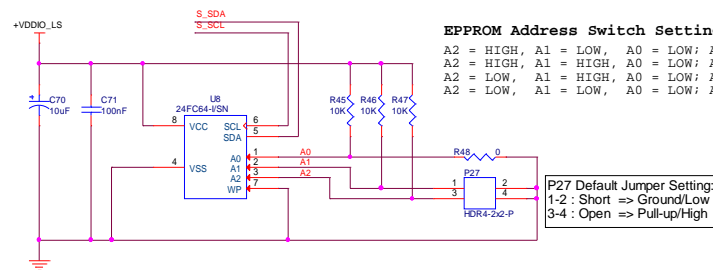 S_SDA
S_SCL
+VDDIO_LS
EPPROM Address Switch Settin
A2 = HIGH, A1 = LOW, A0 = LOW; A
A2 = HIGH, A1 = HIGH, A0 = LOW; A
A2 = LOW, A1 = HIGH, A0 = LOW; A
A2 = LOW, A1 = LOW, A0 = LOW; A
C70
10uF
C71
100nF
U8
24FC64-I/SN
8
VCC
SCL
6
SDA
5
4
VSS
A0
1
A0
A1
2
A1
A2
3
A2
WP
7
R45
10K
R46
10K
R47
10K
R48
0
P27
1
2
3
4
HDR4-2x2-P
P27 Default Jumper Setting:
1-2 : Short => Ground/Low
3-4 : Open => Pull-up/High